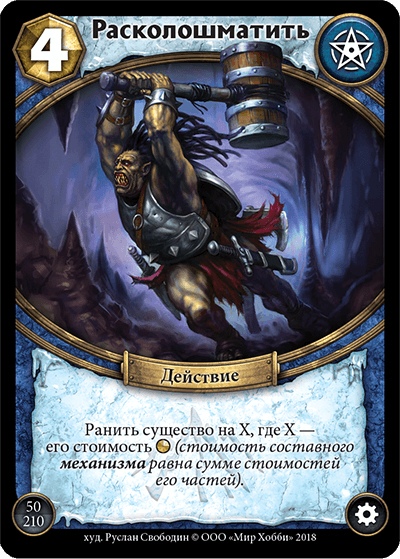 4
Расколошматить
Действие
Ранить существо на X, где X —
его стоимость (стоимость составного
механизма равна сумме стоимостей
его частей).
50
210
худ. Руслан Свободин © ООО «Мир Хобби» 2018